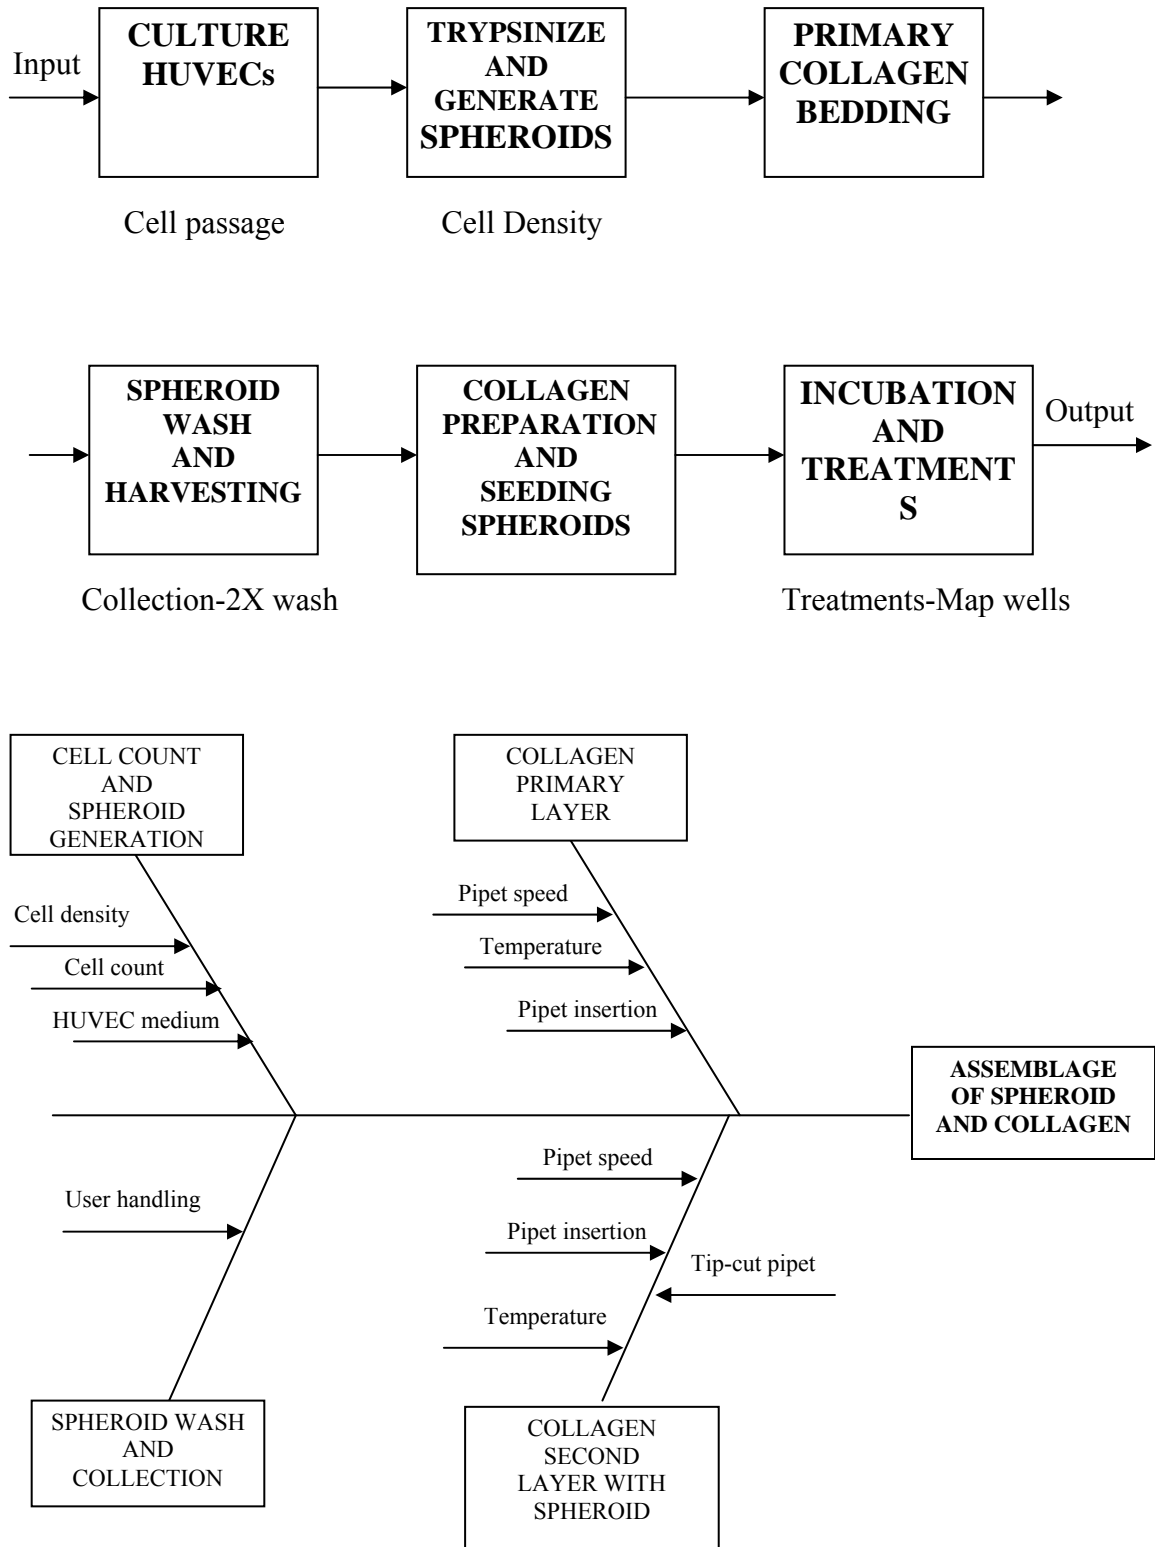 Input
CULTURE
HUVECs
TRYPSINIZE
AND
GENERATE
SPHEROIDS
PRIMARY
COLLAGEN
BEDDING
Cell passage
Cell Density
SPHEROID
WASH
AND
HARVESTING
COLLAGEN
PREPARATION
AND
SEEDING
SPHEROIDS
INCUBATION
AND
TREATMENT
S
Output
Collection-2X wash
Treatments-Map wells
CELL COUNT
AND
SPHEROID
GENERATION
COLLAGEN
PRIMARY
LAYER
Cell density
Cell count
HUVEC medium
Pipet speed
Temperature
Pipet insertion
ASSEMBLAGE
OF SPHEROID
AND COLLAGEN
User handling
Pipet speed
Pipet insertion
Tip-cut pipet
Temperature
SPHEROID WASH
AND
COLLECTION
COLLAGEN
SECOND
LAYER WITH
SPHEROID